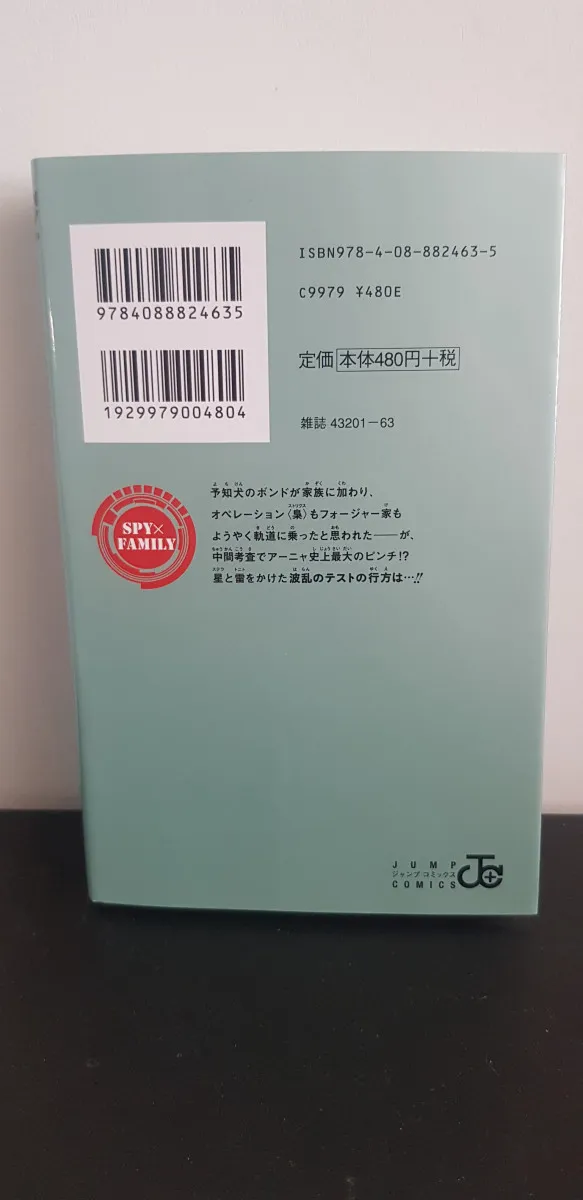 9784088824635
1929979004804
ISBN978-4-08-882463-5
C9979 ¥480E
定価 本体480円+税
雑誌 43201-63
SPY×
FAMILY
予知犬のボンドが家族に加わり、
オペレーション〈梟〉もフォージャー家も
ようやく軌道に乗ったと思われた──が、
中間考査でアーニャ史上最大のピンチ!?
星と雷をかけた波乱のテストの行方は…!!
JUMP
ジャンプ・コミックス
COMICS